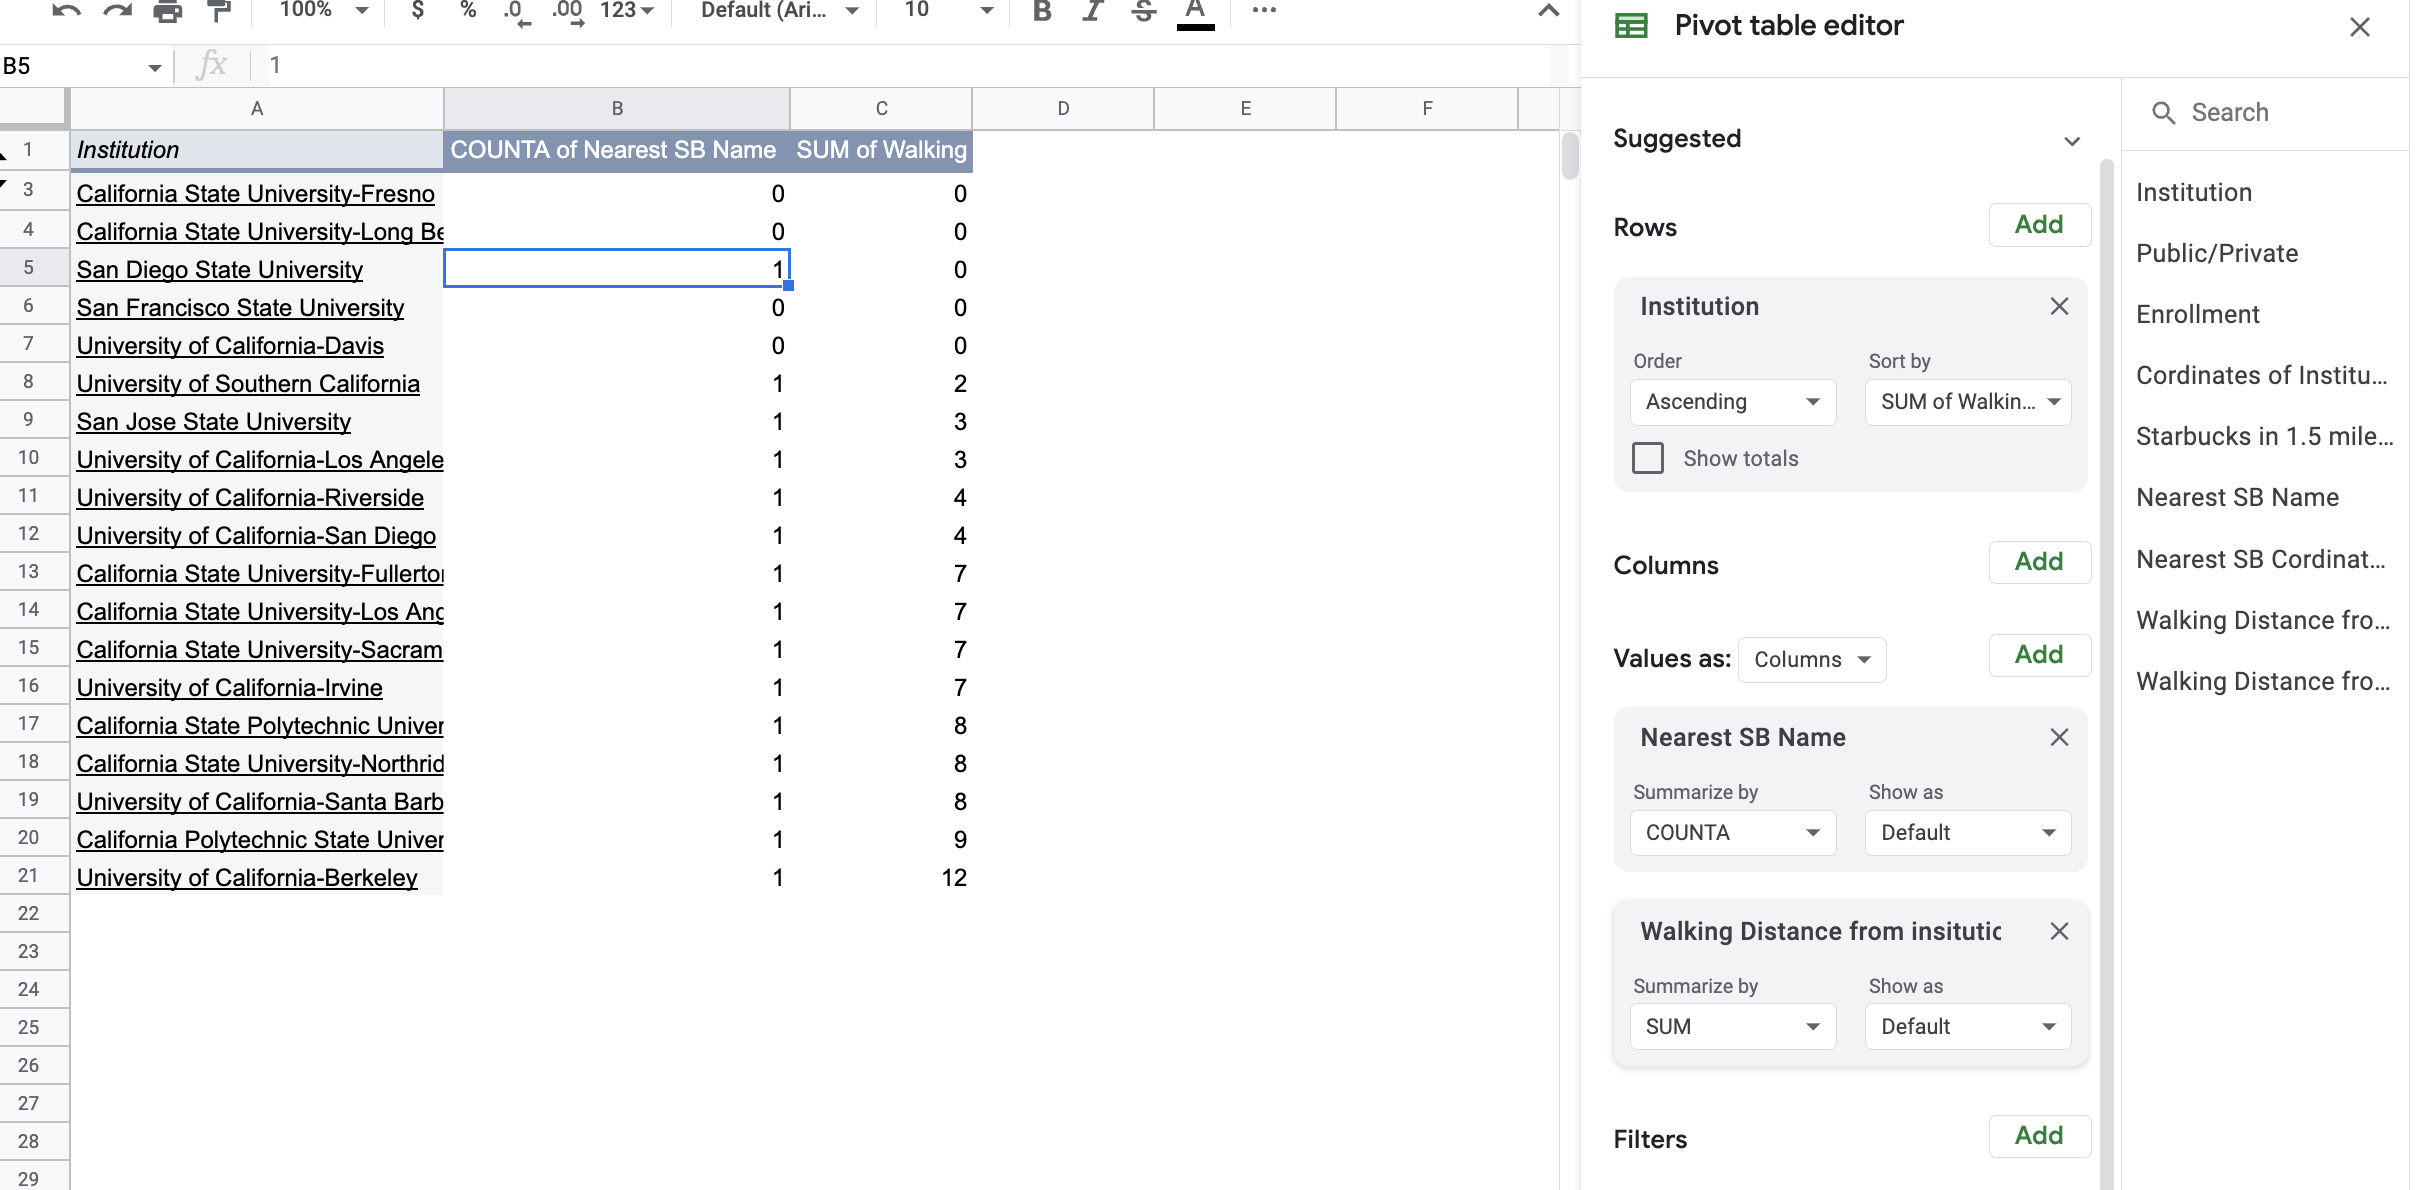 100% $ % .0 .00 123 Default (Ari... 10 B I S A ...
B5 fx 1
A B C D E F
1 Institution COUNTA of Nearest SB Name SUM of Walking
3 California State University-Fresno 0 0
4 California State University-Long Be 0 0
5 San Diego State University 1 0
6 San Francisco State University 0 0
7 University of California-Davis 0 0
8 University of Southern California 1 2
9 San Jose State University 1 3
10 University of California-Los Angele 1 3
11 University of California-Riverside 1 4
12 University of California-San Diego 1 4
13 California State University-Fullerton 1 7
14 California State University-Los Ang 1 7
15 California State University-Sacram 1 7
16 University of California-Irvine 1 7
17 California State Polytechnic Univer 1 8
18 California State University-Northrid 1 8
19 University of California-Santa Barb 1 8
20 California Polytechnic State Univer 1 9
21 University of California-Berkeley 1 12
22
23
24
25
26
27
28
29
Pivot table editor
Suggested
Rows Add
Institution
Order Sort by
Ascending SUM of Walkin...
Show totals
Columns Add
Values as: Columns Add
Nearest SB Name
Summarize by Show as
COUNTA Default
Walking Distance from insitutic
Summarize by Show as
SUM Default
Filters Add
Search
Institution
Public/Private
Enrollment
Cordinates of Institu...
Starbucks in 1.5 mile...
Nearest SB Name
Nearest SB Cordinat...
Walking Distance fro...
Walking Distance fro...